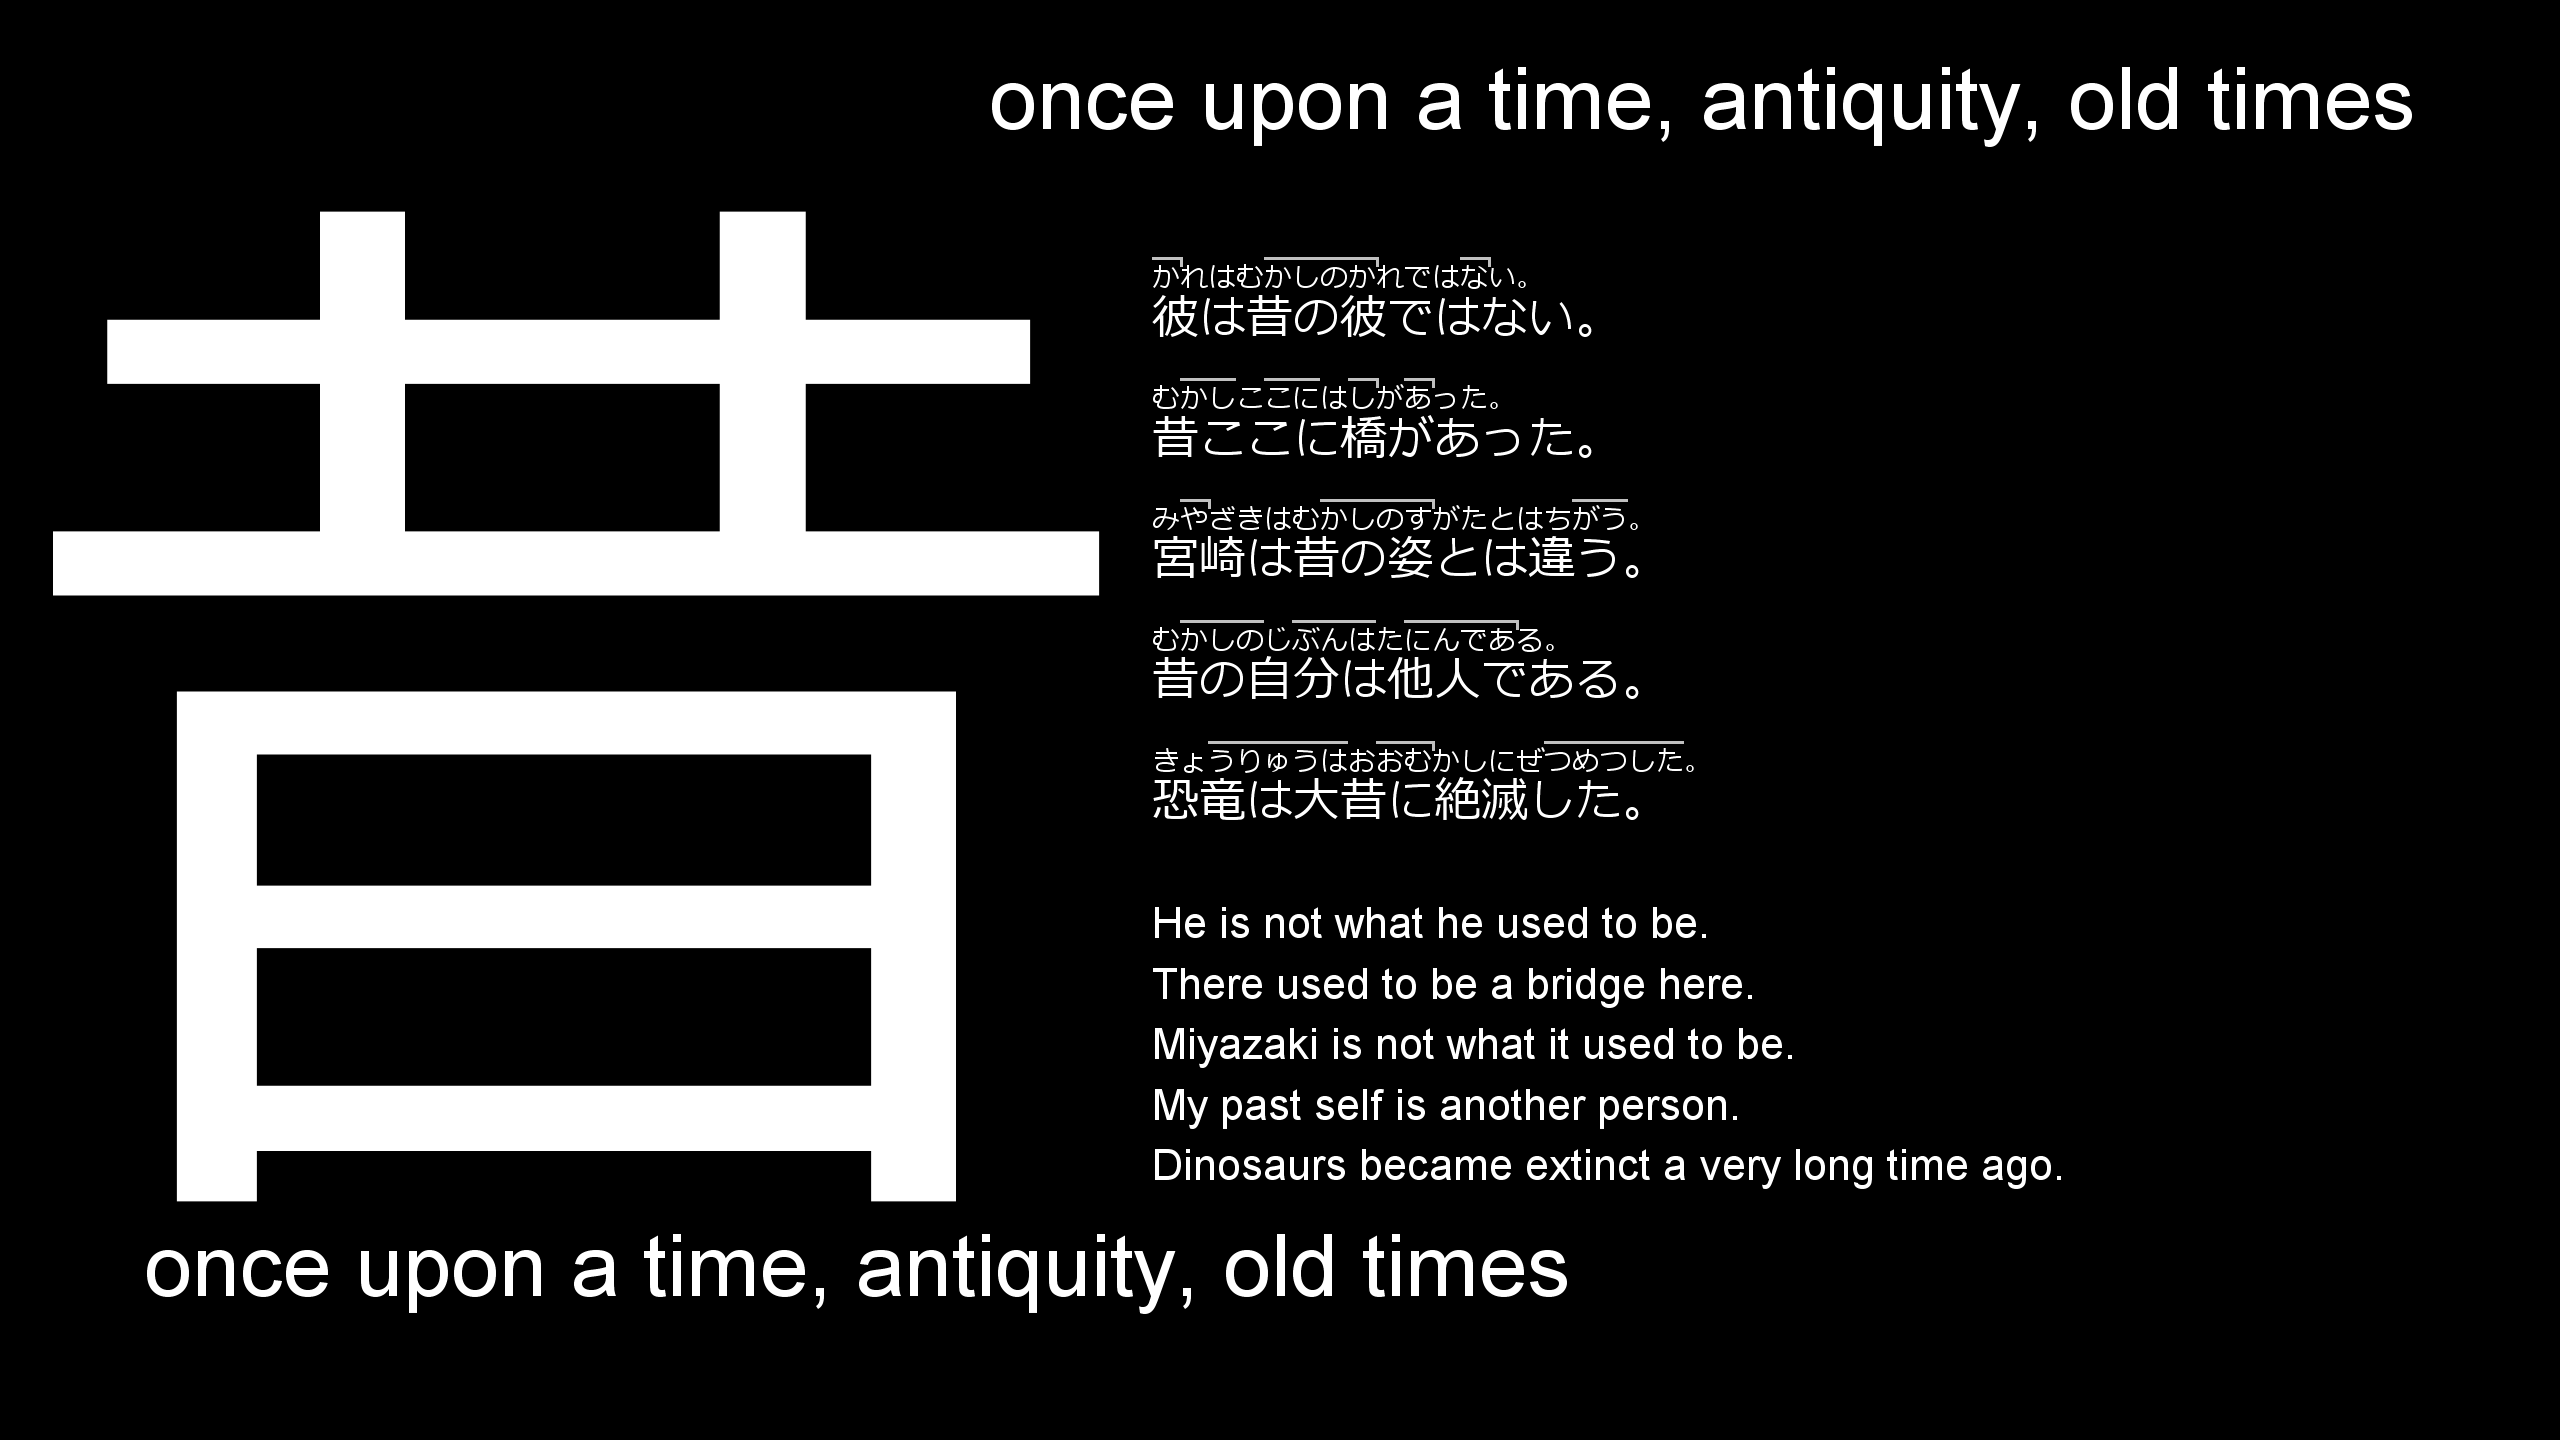 once upon a time, antiquity, old times
昔
かれはむかしのかれではない。
彼は昔の彼ではない。
むかしここにはしがあった。
昔ここに橋があった。
みやざきはむかしのすがたとはちがう。
宮崎は昔の姿とは違う。
むかしのじぶんはたにんである。
昔の自分は他人である。
きょうりゅうはおおむかしにぜつめつした。
恐竜は大昔に絶滅した。
He is not what he used to be.
There used to be a bridge here.
Miyazaki is not what it used to be.
My past self is another person.
Dinosaurs became extinct a very long time ago.
once upon a time, antiquity, old times